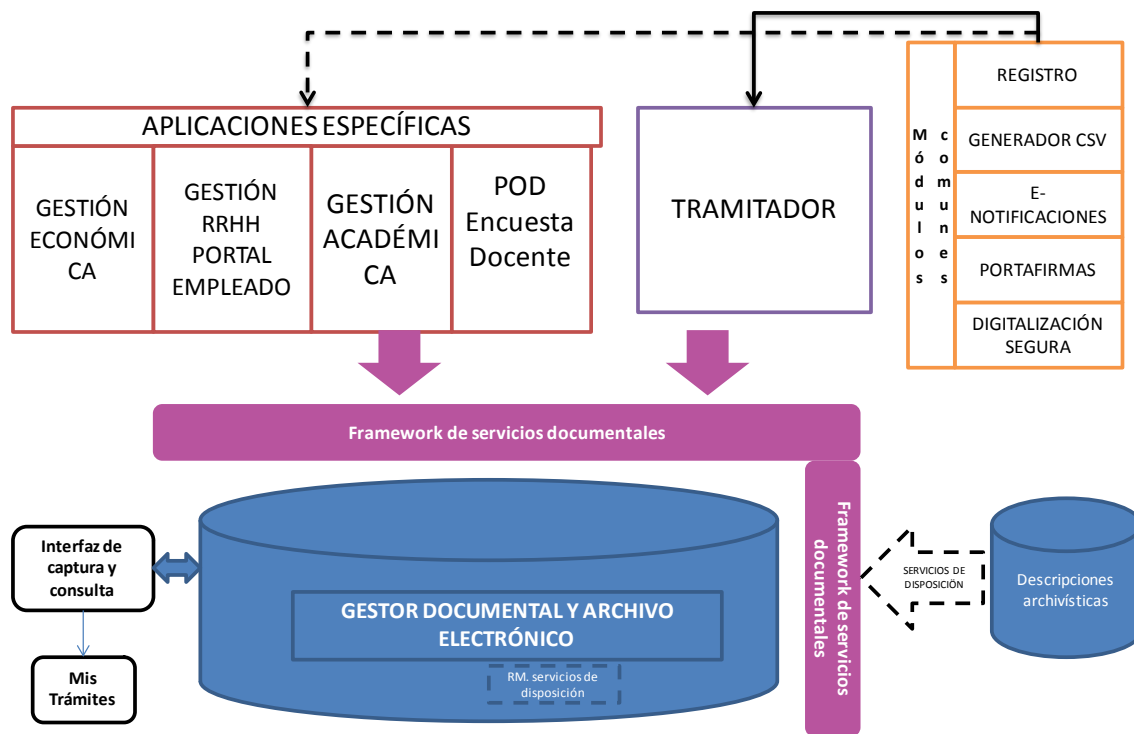 APLICACIONES ESPECÍFICAS
GESTIÓN
ECONÓMI
CA
GESTIÓN
RRHH
PORTAL
EMPLEADO
GESTIÓN
ACADÉMI
CA
POD
Encuesta
Docente
TRAMITADOR
Módulos
comunes
REGISTRO
GENERADOR CSV
E-
NOTIFICACIONES
PORTAFIRMAS
DIGITALIZACIÓN
SEGURA
Framework de servicios documentales
Framework de servicios
documentales
Interfaz de
captura y
consulta
Mis
Trámites
GESTOR DOCUMENTAL Y ARCHIVO
ELECTRÓNICO
RM. servicios de
disposición
SERVICIOS DE
DISPOSICIÓN
Descripciones
archivísticas